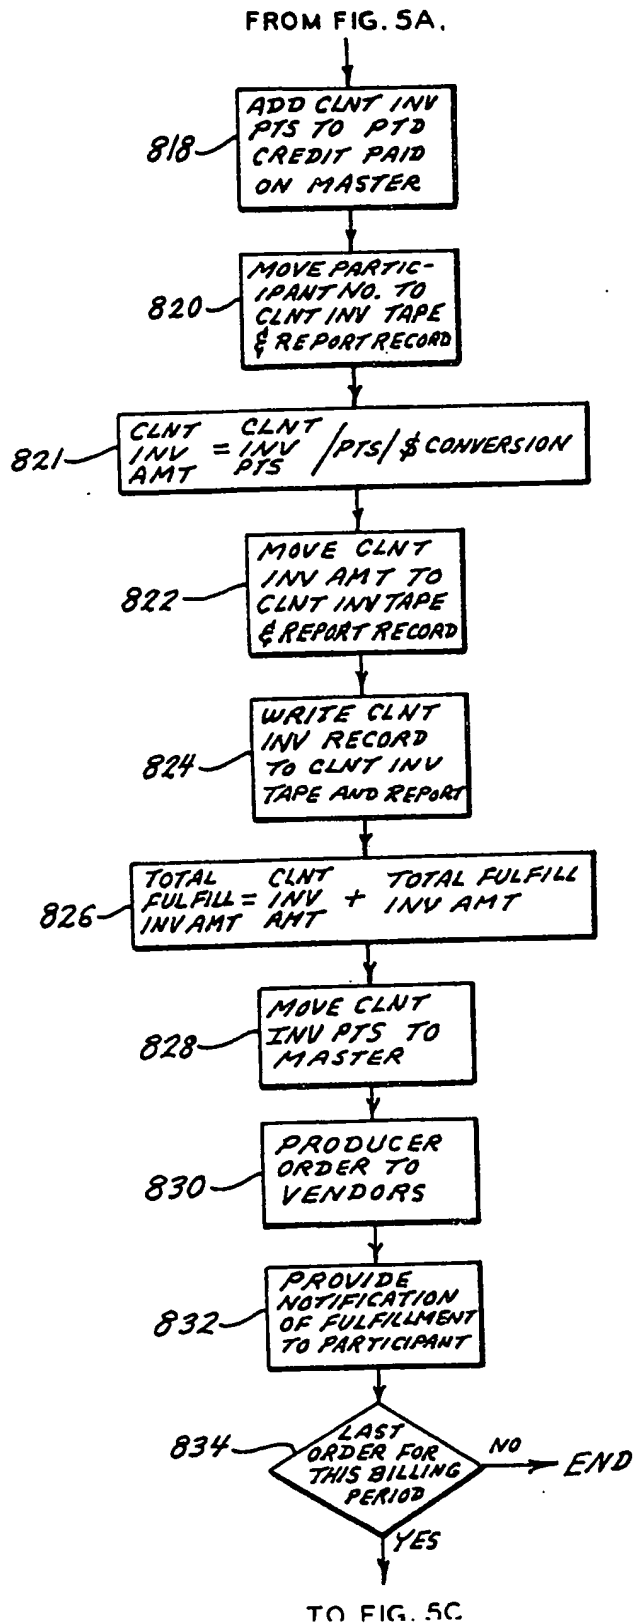 FROM FIG. 5A.
818
ADD CLNT INV
PTS TO PTD
CREDIT PAID
ON MASTER
820
MOVE PARTIC-
IPANT NO. TO
CLNT INV TAPE
& REPORT RECORD
821
CLNT INV AMT = CLNT INV PTS / PTS / $ CONVERSION
822
MOVE CLNT
INV AMT TO
CLNT INV TAPE
& REPORT RECORD
824
WRITE CLNT
INV RECORD
TO CLNT INV
TAPE AND REPORT
826
TOTAL FULFILL INV AMT = CLNT INV AMT + TOTAL FULFILL INV AMT
828
MOVE CLNT
INV PTS TO
MASTER
830
PRODUCER
ORDER TO
VENDORS
832
PROVIDE
NOTIFICATION
OF FULFILLMENT
TO PARTICIPANT
834
LAST
ORDER FOR
THIS BILLING
PERIOD
NO
END
YES
TO FIG. 5C